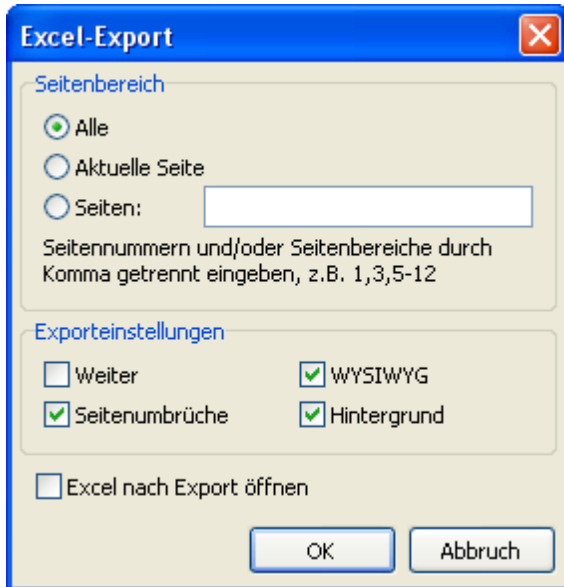 Excel-Export
Seitenbereich
Alle
Aktuelle Seite
Seiten:
Seitennummern und/oder Seitenbereiche durch
Komma getrennt eingeben, z.B. 1,3,5-12
Exporteinstellungen
Weiter WYSIWYG
Seitenumbrüche Hintergrund
Excel nach Export öffnen
OK Abbruch